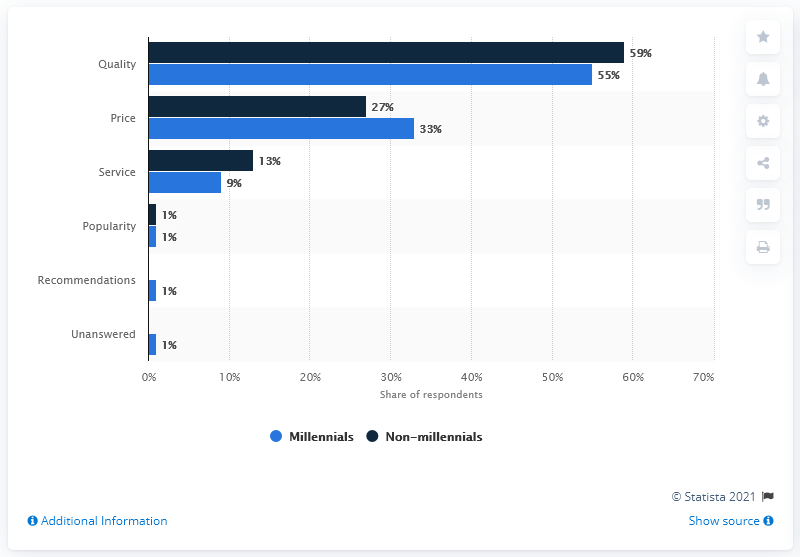 Quality
59%
55%
Price
27%
33%
Service
13%
9%
Popularity
1%
1%
Recommendations
1%
Unanswered
1%
0% 10% 20% 30% 40% 50% 60% 70%
Share of respondents
Millennials Non-millennials
© Statista 2021
Additional Information Show source